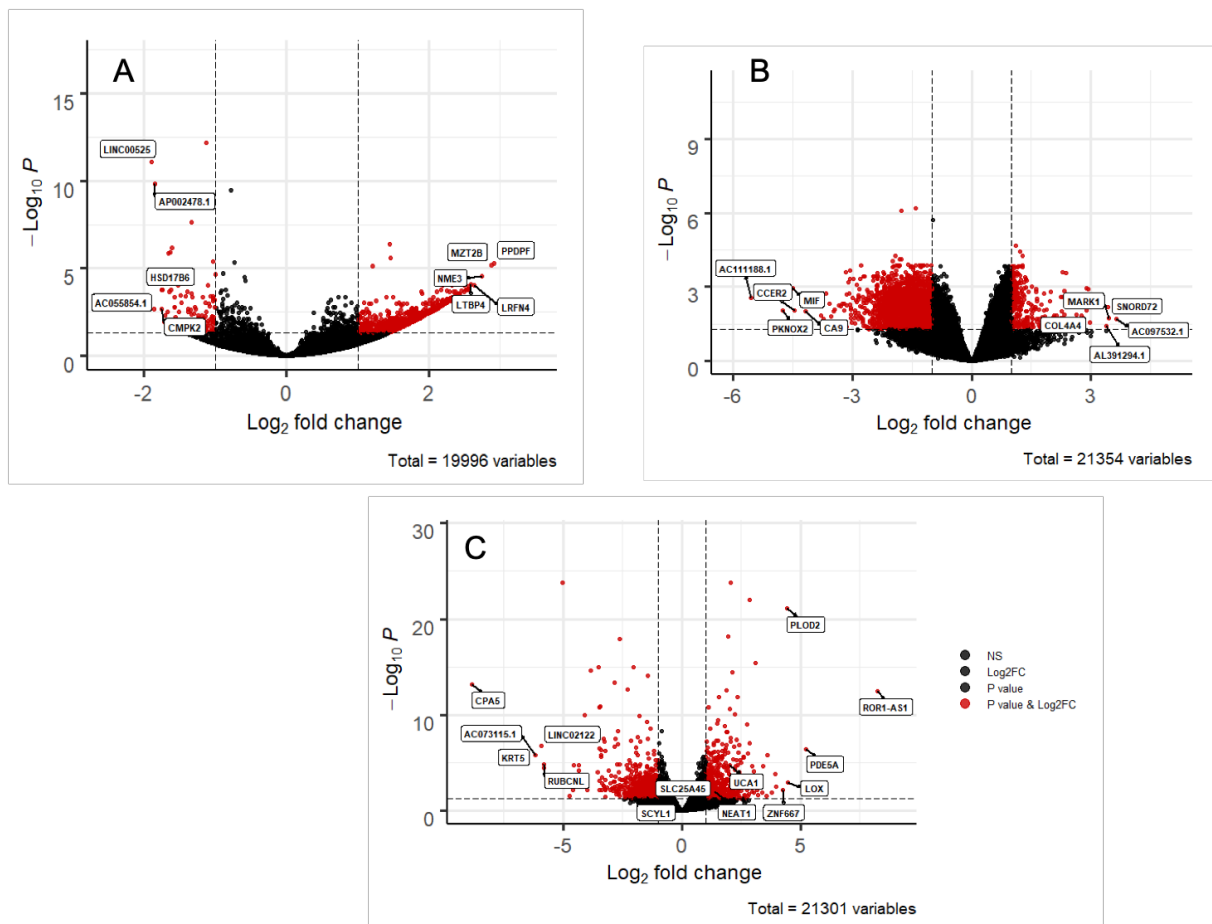 A
15
10
5
0
− Log10 P
LINC00525
AP002478.1
HSD17B6
AC055854.1
CMPK2
MZT2B
PPDPF
NME3
LTBP4
LRFN4
-2
0
2
Log2 fold change
Total = 19996 variables
B
9
6
3
0
− Log10 P
AC111188.1
CCER2
MIF
PKNOX2
CA9
MARK1
SNORD72
COL4A4
AC097532.1
AL391294.1
-6
-3
0
3
Log2 fold change
Total = 21354 variables
C
30
20
10
0
− Log10 P
PLOD2
CPA5
ROR1-AS1
AC073115.1
LINC02122
KRT5
RUBCNL
PDE5A
UCA1
SLC25A45
LOX
SCYL1
NEAT1
ZNF667
-5
0
5
Log2 fold change
Total = 21301 variables
NS
Log2FC
P value
P value & Log2FC